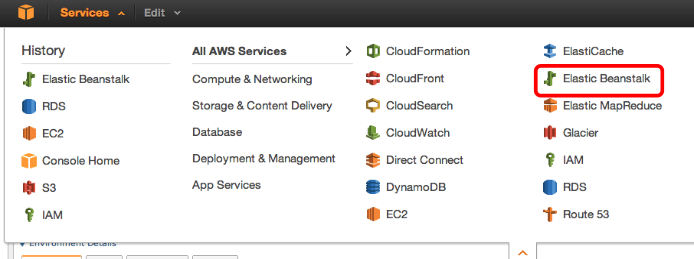 Services Edit
History
Elastic Beanstalk
RDS
EC2
Console Home
S3
IAM
All AWS Services
Compute & Networking
Storage & Content Delivery
Database
Deployment & Management
App Services
CloudFormation
CloudFront
CloudSearch
CloudWatch
Direct Connect
DynamoDB
EC2
ElastiCache
Elastic Beanstalk
Elastic MapReduce
Glacier
IAM
RDS
Route 53
Environment Details